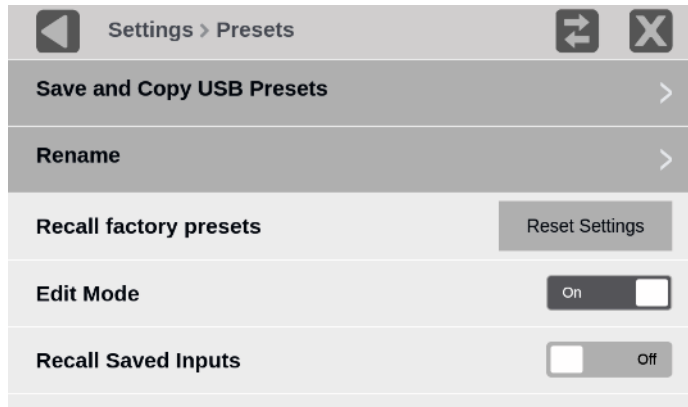 Settings > Presets
Save and Copy USB Presets
Rename
Recall factory presets
Reset Settings
Edit Mode
On
Recall Saved Inputs
Off